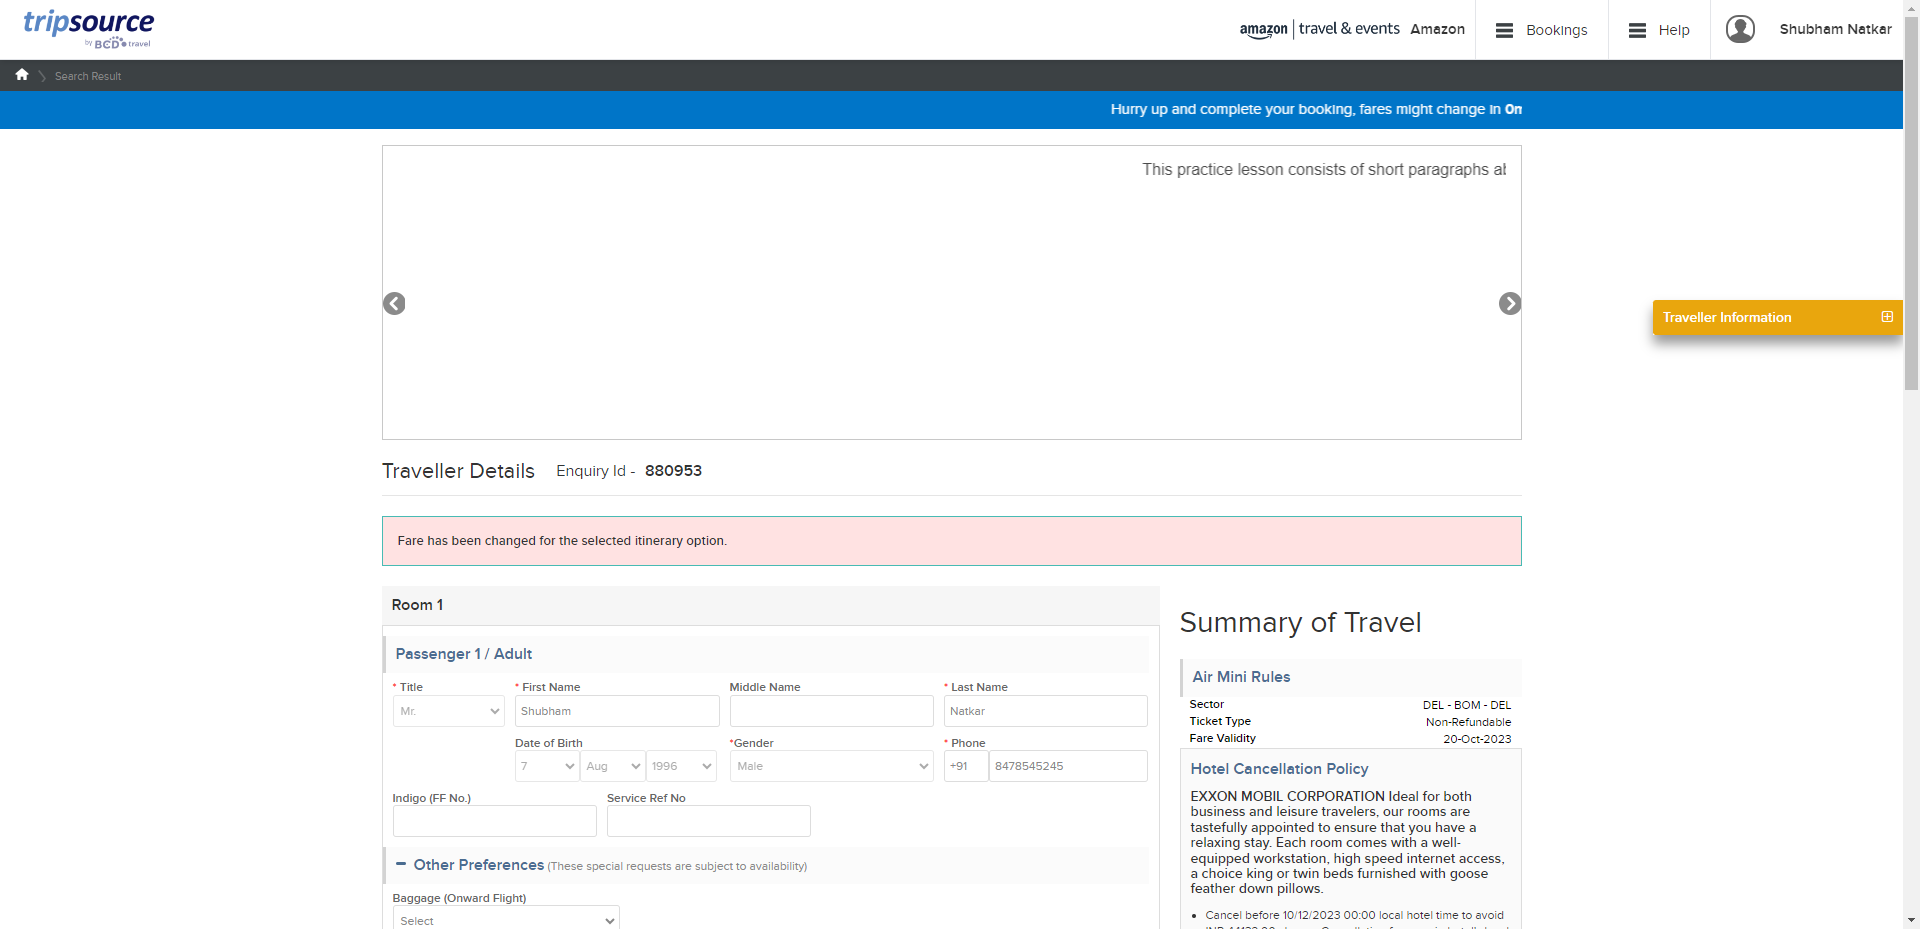 tripsource
by BCD travel
amazon | travel & events Amazon
Bookings
Help
Shubham Natkar
Search Result
Hurry up and complete your booking, fares might change in 0m
This practice lesson consists of short paragraphs ab
Traveller Information
Traveller Details Enquiry Id - 880953
Fare has been changed for the selected itinerary option.
Room 1
Passenger 1 / Adult
* Title * First Name Middle Name * Last Name
Mr. Shubham Natkar
Date of Birth *Gender * Phone
7 Aug 1996 Male +91 8478545245
Indigo (FF No.) Service Ref No
Other Preferences (These special requests are subject to availability)
Baggage (Onward Flight)
Select
Summary of Travel
Air Mini Rules
Sector DEL - BOM - DEL
Ticket Type Non-Refundable
Fare Validity 20-Oct-2023
Hotel Cancellation Policy
EXXON MOBIL CORPORATION Ideal for both
business and leisure travelers, our rooms are
tastefully appointed to ensure that you have a
relaxing stay. Each room comes with a well-
equipped workstation, high speed internet access,
a choice king or twin beds furnished with goose
feather down pillows.
• Cancel before 10/12/2023 00:00 local hotel time to avoid